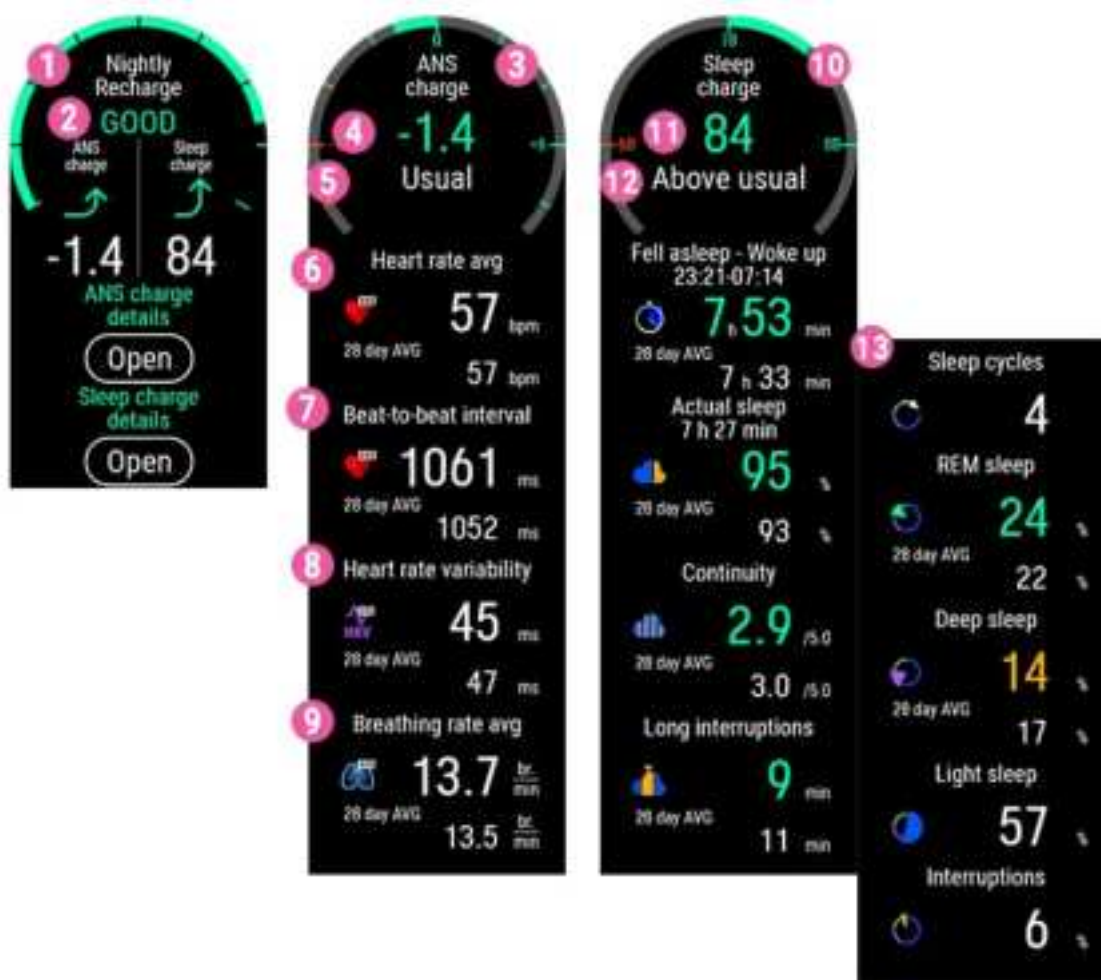 1
Nightly
Recharge
2
GOOD
ANS
charge
Sleep
charge
-1.4
84
ANS charge
details
Open
Sleep charge
details
Open
0
3
ANS
charge
4
-1.4
5
Usual
6
Heart rate avg
57 bpm
28 day AVG
57 bpm
7
Beat-to-beat interval
1061 ms
28 day AVG
1052 ms
8
Heart rate variability
HRV
45 ms
28 day AVG
47 ms
9
Breathing rate avg
13.7 br.
min
28 day AVG
13.5 br.
min
10
Sleep
charge
11
84
12
Above usual
Fell asleep - Woke up
23:21-07:14
7 h 53 min
28 day AVG
7 h 33 min
Actual sleep
7 h 27 min
95 %
28 day AVG
93 %
Continuity
2.9 /5.0
28 day AVG
3.0 /5.0
Long interruptions
9 min
28 day AVG
11 min
13
Sleep cycles
4
REM sleep
24 %
28 day AVG
22 %
Deep sleep
14 %
28 day AVG
17 %
Light sleep
57 %
Interruptions
6 %